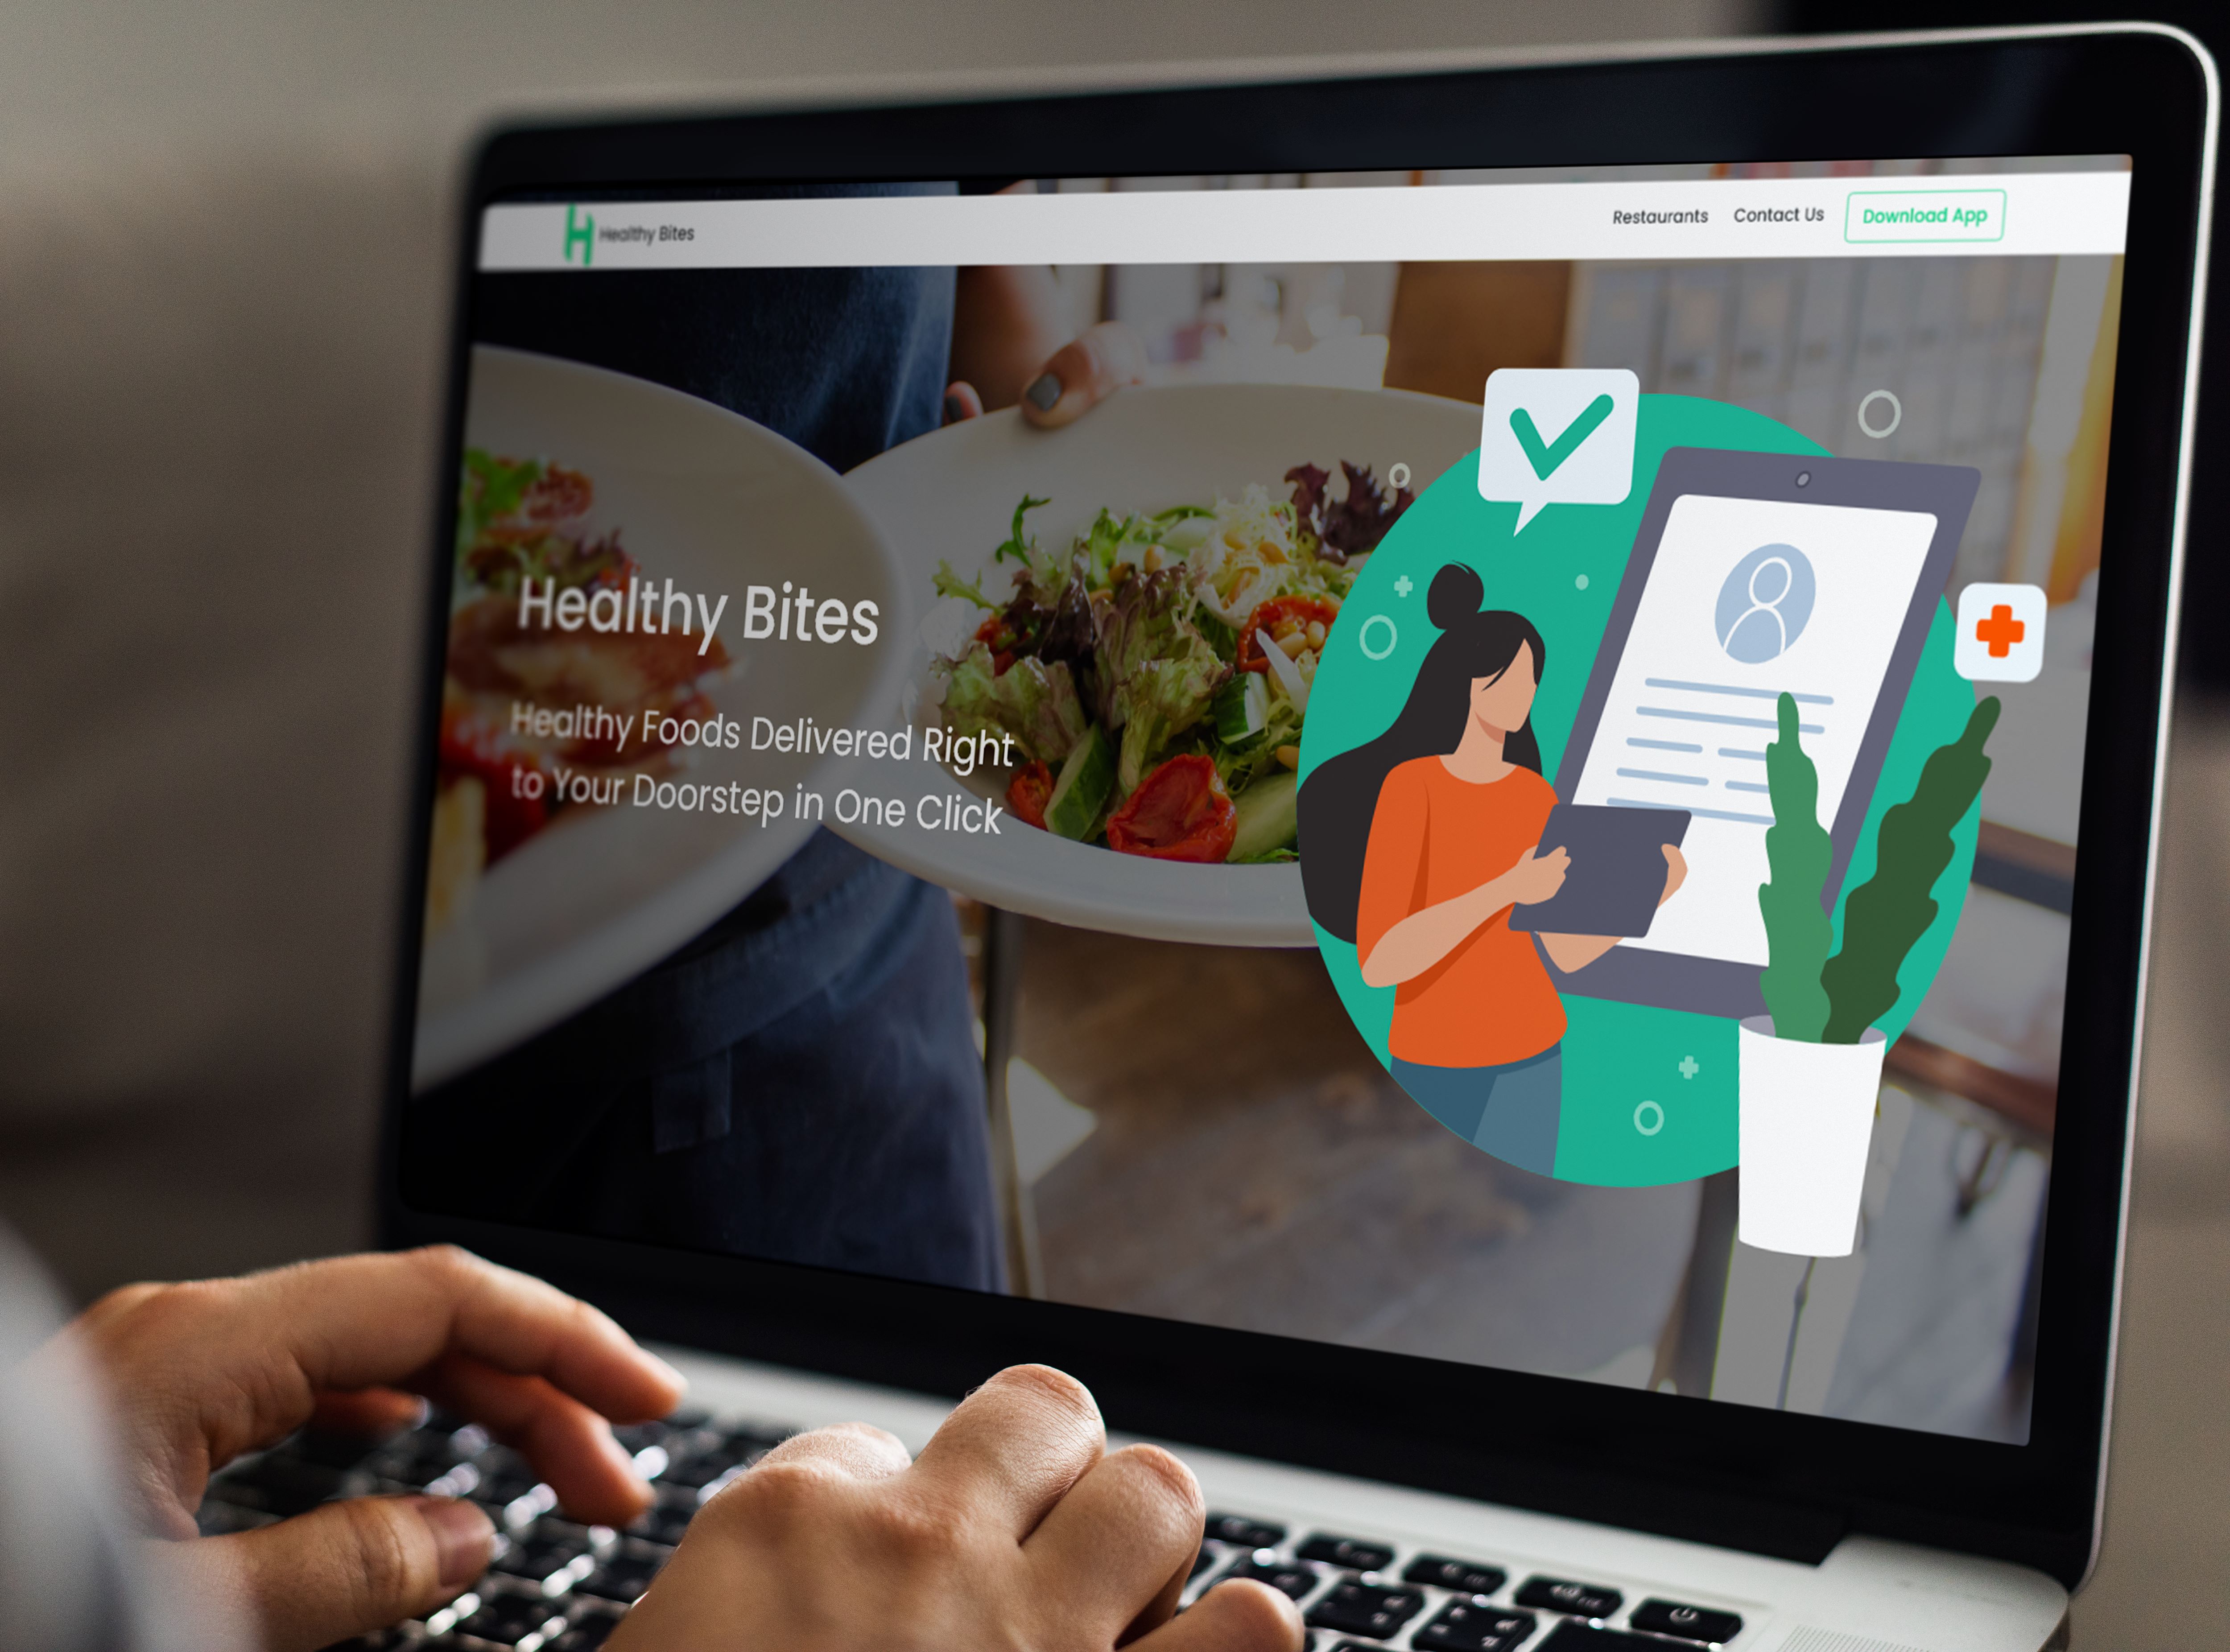 Healthy Bites
Restaurants
Contact Us
Download App
Healthy Bites
Healthy Foods Delivered Right
to Your Doorstep in One Click